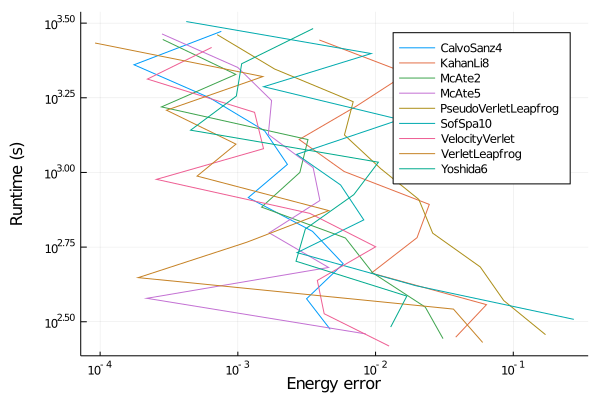 10^3.50
10^3.25
10^3.00
10^2.75
10^2.50
Runtime (s)
CalvoSanz4
KahanLi8
McAte2
McAte5
PseudoVerletLeapfrog
SofSpa10
VelocityVerlet
VerletLeapfrog
Yoshida6
10^-4
10^-3
10^-2
10^-1
Energy error